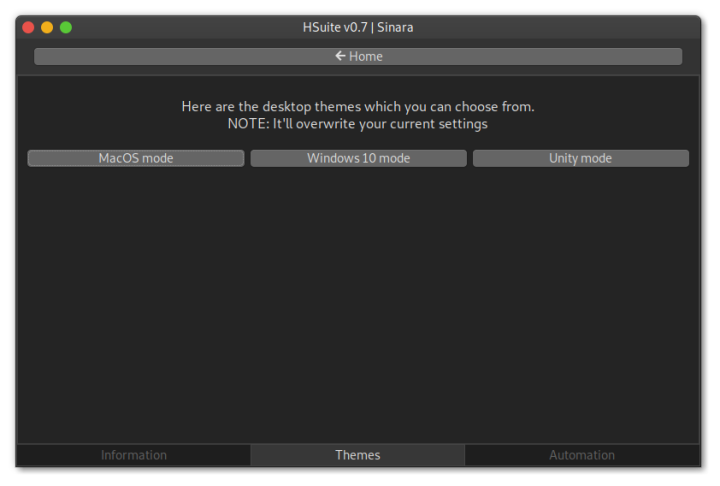 HSuite v0.7 | Sinara
← Home
Here are the desktop themes which you can choose from.
NOTE: It'll overwrite your current settings
MacOS mode Windows 10 mode Unity mode
Information Themes Automation